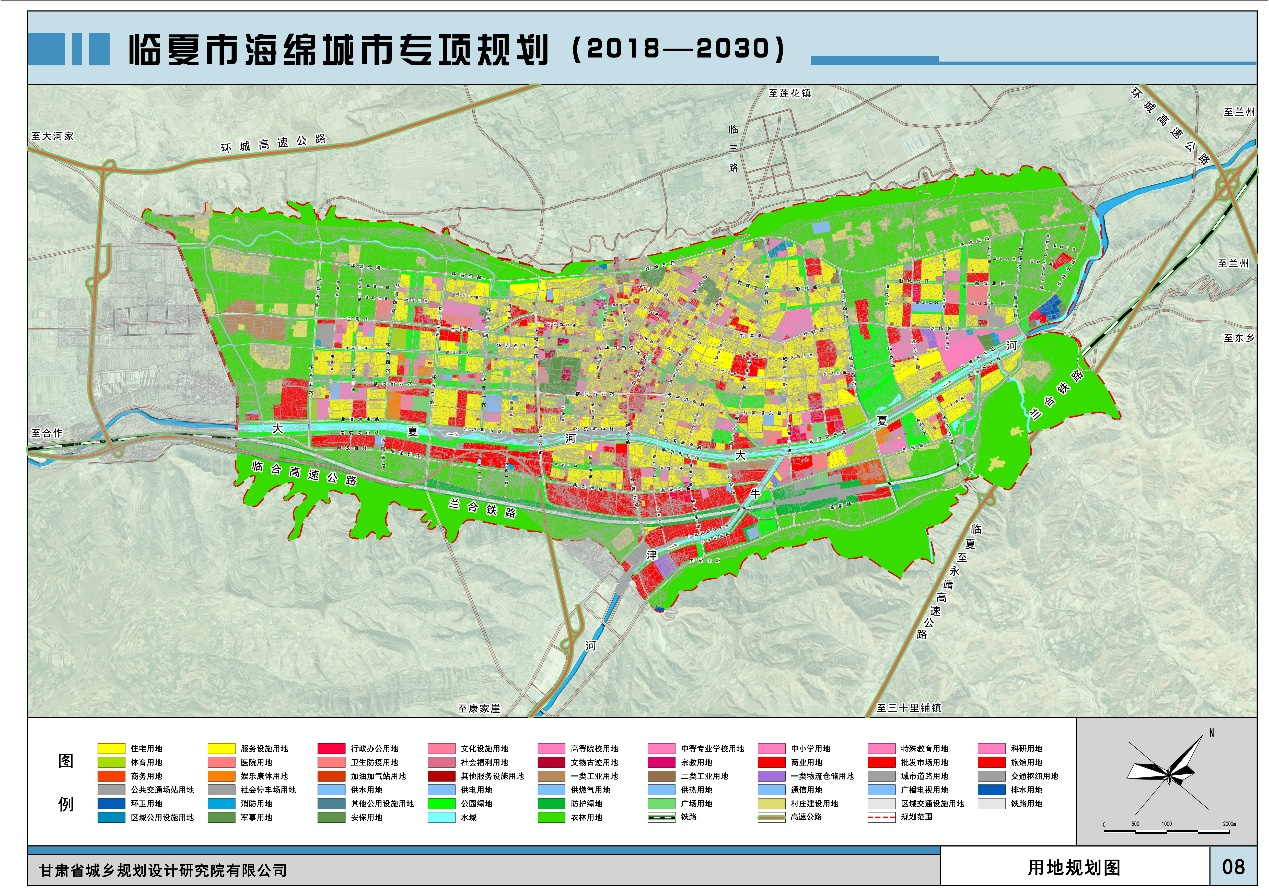 临夏市海绵城市专项规划（2018—2030）
至莲花镇
环城高速公路
至兰州
至大河家
环城高速公路
临三路
至兰州
至东乡
河
兰合铁路
至合作
大夏河
大夏河
临合高速公路
兰合铁路
牛津河
临夏至永靖高速公路
至康家崖
至三十里铺镇
图例
住宅用地 服务设施用地 行政办公用地 文化设施用地 高等院校用地 中等专业学校用地 中小学用地 特殊教育用地 科研用地
体育用地 医院用地 卫生防疫用地 社会福利用地 文物古迹用地 宗教用地 商业用地 批发市场用地 旅馆用地
商务用地 娱乐康体用地 加油加气站用地 其他服务设施用地 一类工业用地 二类工业用地 一类物流仓储用地 城市道路用地 交通枢纽用地
公共交通场站用地 社会停车场用地 供水用地 供电用地 供燃气用地 供热用地 通信用地 广播电视用地 排水用地
环卫用地 消防用地 其他公用设施用地 公园绿地 防护绿地 广场用地 村庄建设用地 区域交通设施用地 铁路用地
区域公用设施用地 军事用地 安保用地 水域 农林用地 铁路 高速公路 规划范围
N
0 500 1000 2000m
甘肃省城乡规划设计研究院有限公司
用地规划图
08